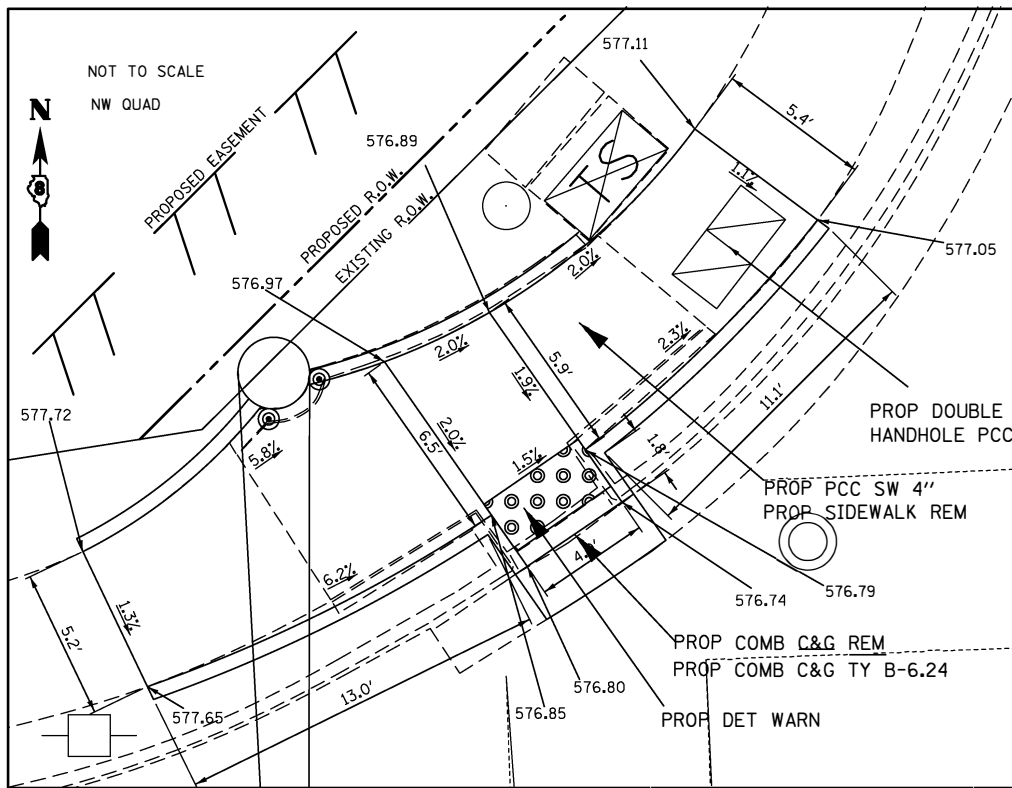 NOT TO SCALE
NW QUAD
N
8
PROPOSED EASEMENT
PROPOSED R.O.W.
EXISTING R.O.W.
577.11
576.89
5.4'
1.1%
TS
577.05
576.97
2.0%
2.0%
2.3%
5.9'
1.9%
11.1'
577.72
5.8%
6.5'
2.0%
1.5%
1.8'
PROP DOUBLE
HANDHOLE PCC
PROP PCC SW 4"
PROP SIDEWALK REM
6.2%
576.79
576.74
5.2'
1.3%
13.0'
577.65
576.85
576.80
PROP COMB C&G REM
PROP COMB C&G TY B-6.24
PROP DET WARN